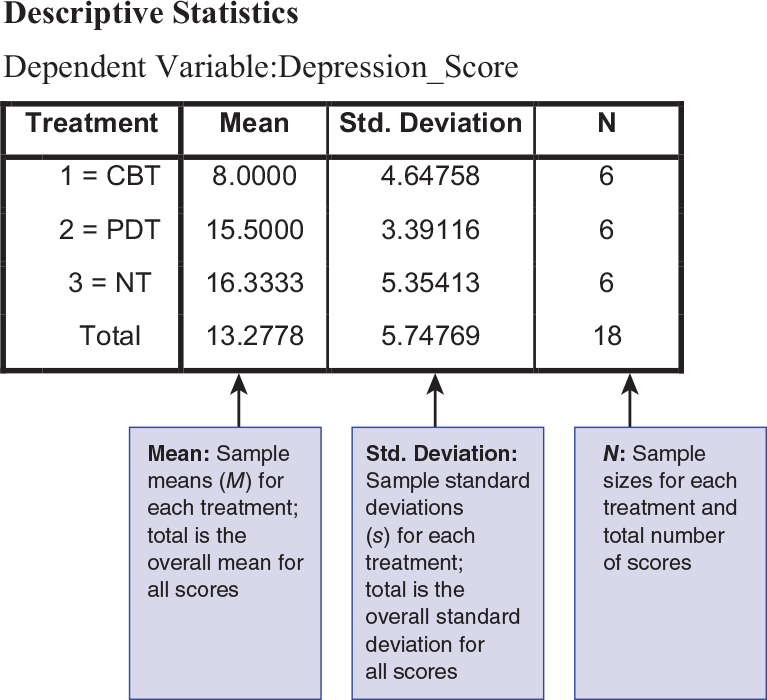 Descriptive Statistics
Dependent Variable:Depression_Score
Treatment Mean Std. Deviation N
1 = CBT 8.0000 4.64758 6
2 = PDT 15.5000 3.39116 6
3 = NT 16.3333 5.35413 6
Total 13.2778 5.74769 18
Mean: Sample
means (M) for
each treatment;
total is the
overall mean for
all scores
Std. Deviation:
Sample standard
deviations
(s) for each
treatment;
total is the
overall standard
deviation for
all scores
N: Sample
sizes for each
treatment and
total number
of scores